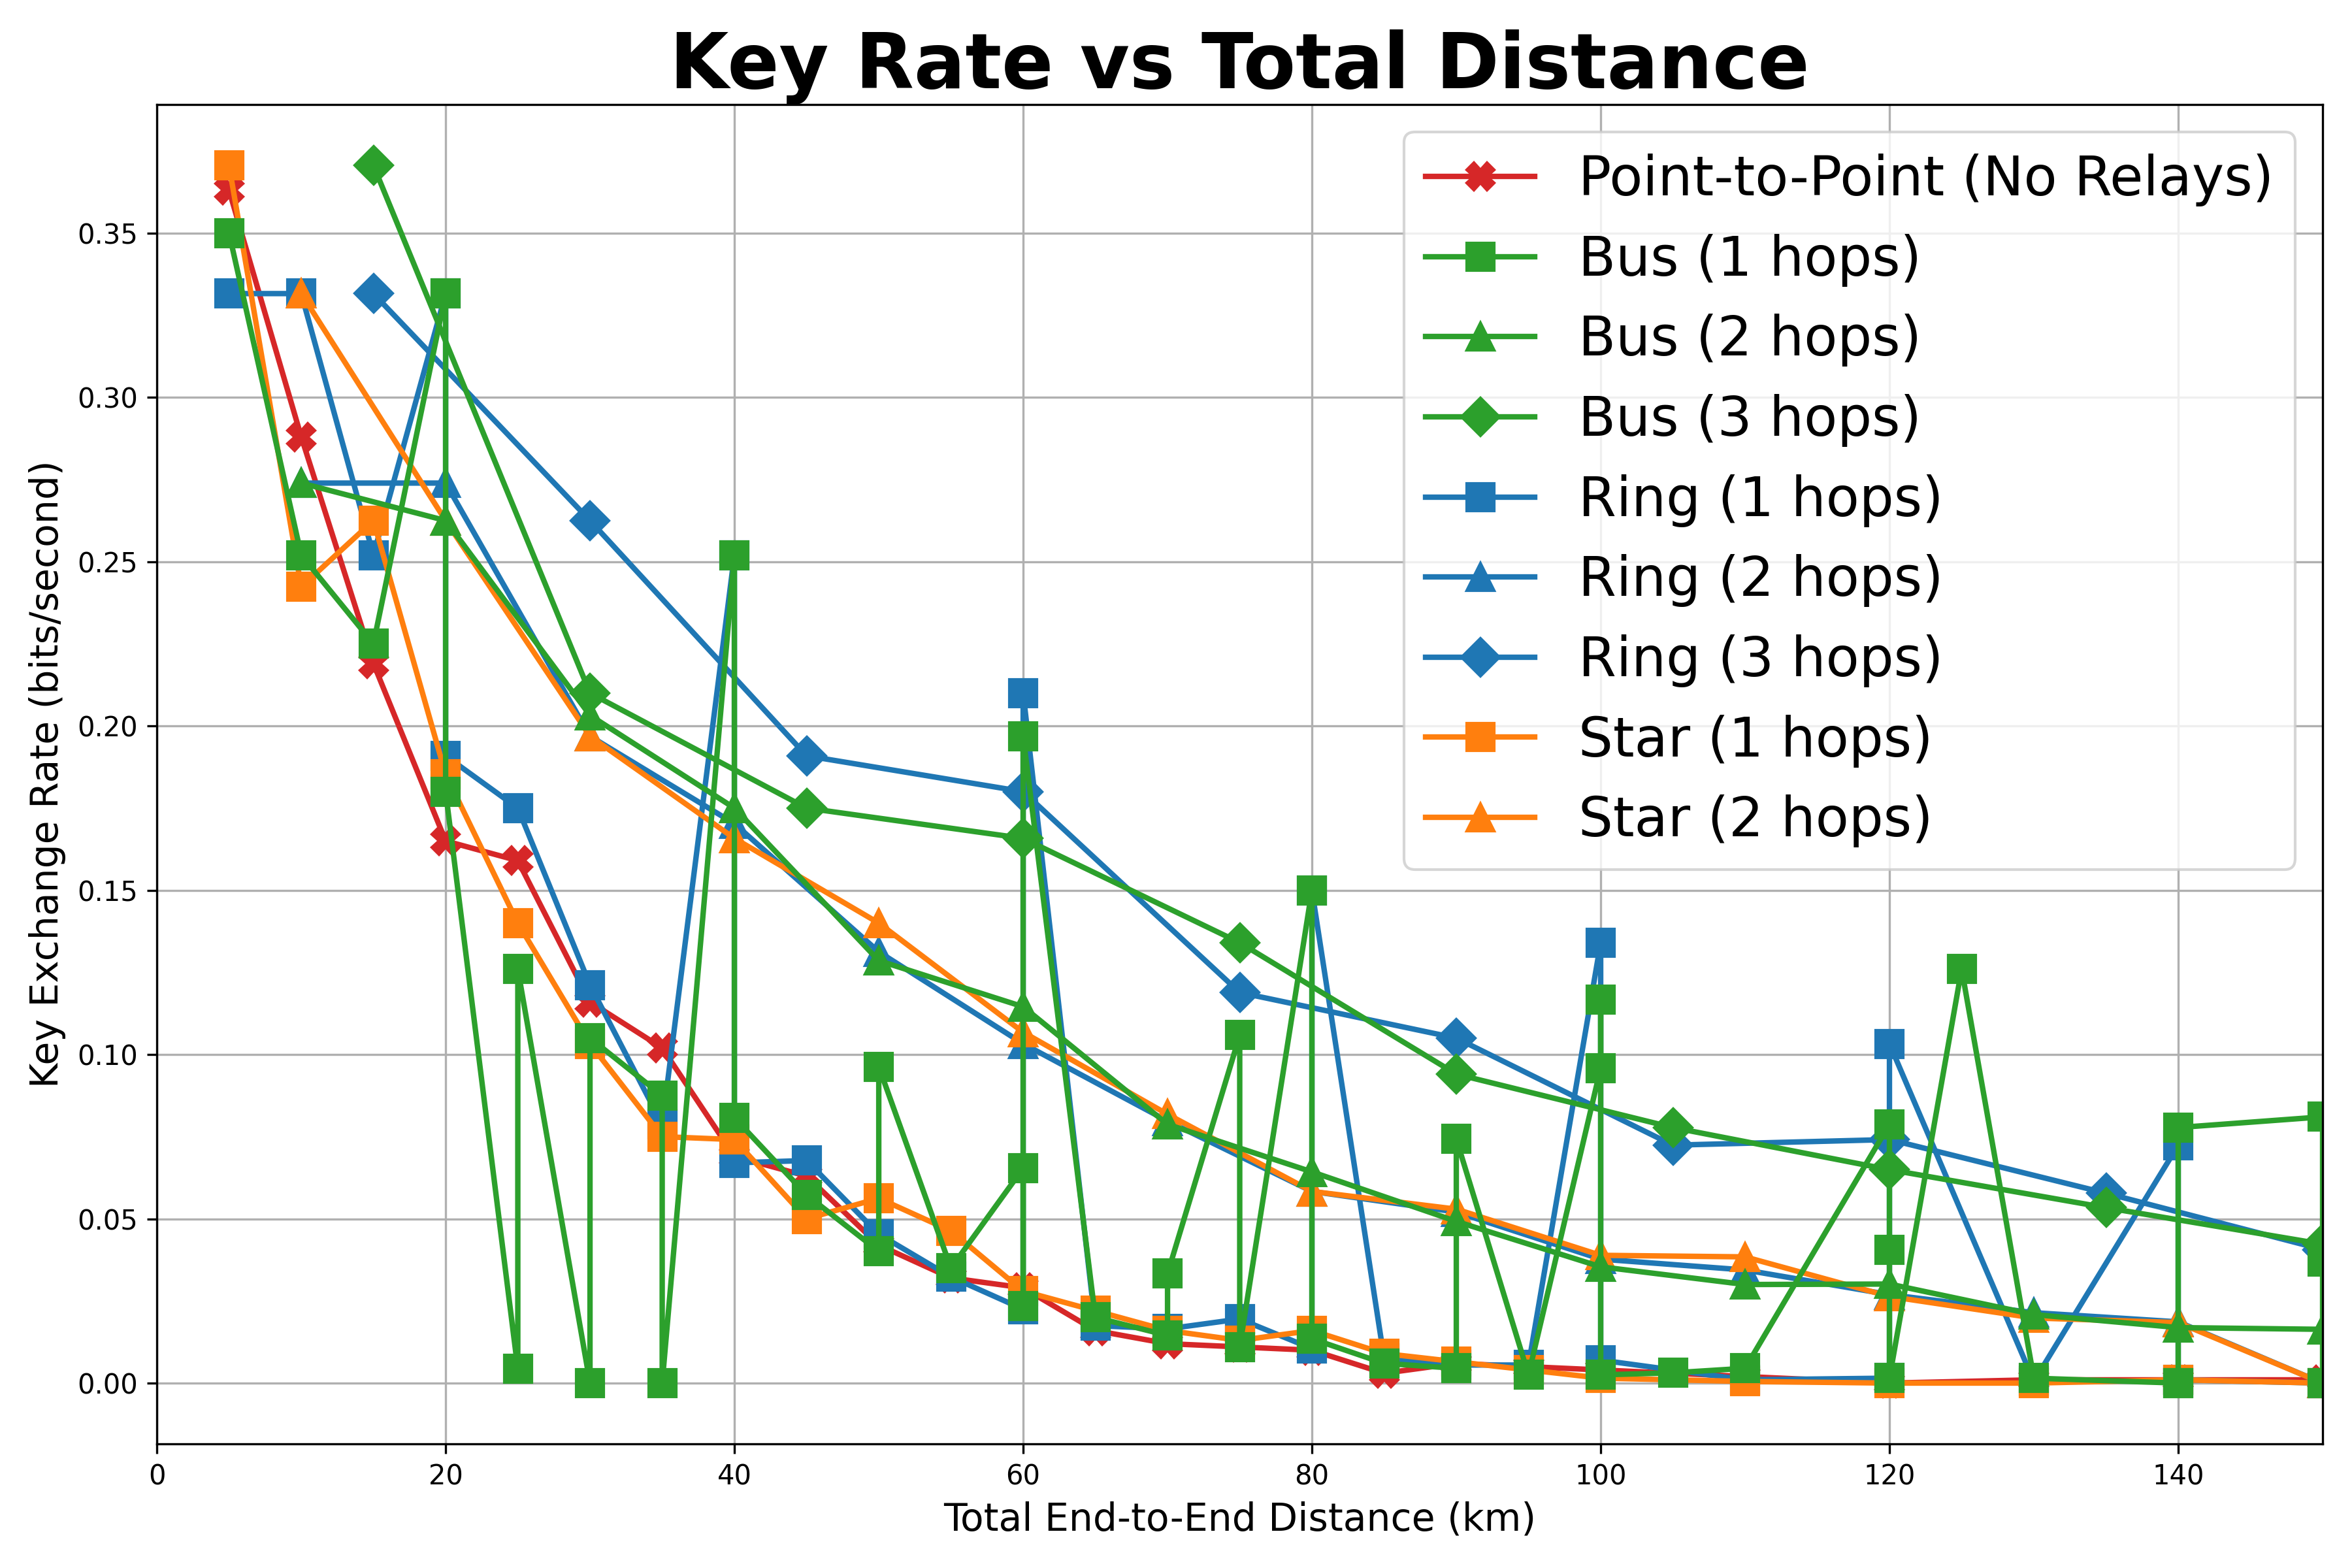 Key Rate vs Total Distance
Key Exchange Rate (bits/second)
0.35
0.30
0.25
0.20
0.15
0.10
0.05
0.00
Point-to-Point (No Relays)
Bus (1 hops)
Bus (2 hops)
Bus (3 hops)
Ring (1 hops)
Ring (2 hops)
Ring (3 hops)
Star (1 hops)
Star (2 hops)
0 20 40 60 80 100 120 140
Total End-to-End Distance (km)